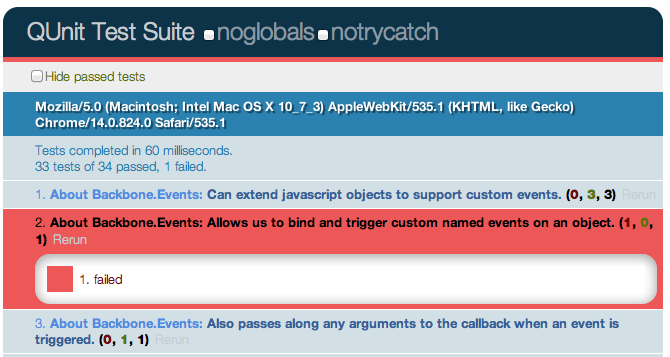 QUnit Test Suite noglobals notrycatch
Hide passed tests
Mozilla/5.0 (Macintosh; Intel Mac OS X 10_7_3) AppleWebKit/535.1 (KHTML, like Gecko)
Chrome/14.0.824.0 Safari/535.1
Tests completed in 60 milliseconds.
33 tests of 34 passed, 1 failed.
1. About Backbone.Events: Can extend javascript objects to support custom events. (0, 3, 3) Rerun
2. About Backbone.Events: Allows us to bind and trigger custom named events on an object. (1, 0,
1) Rerun
1. failed
3. About Backbone.Events: Also passes along any arguments to the callback when an event is
triggered. (0, 1, 1) Rerun